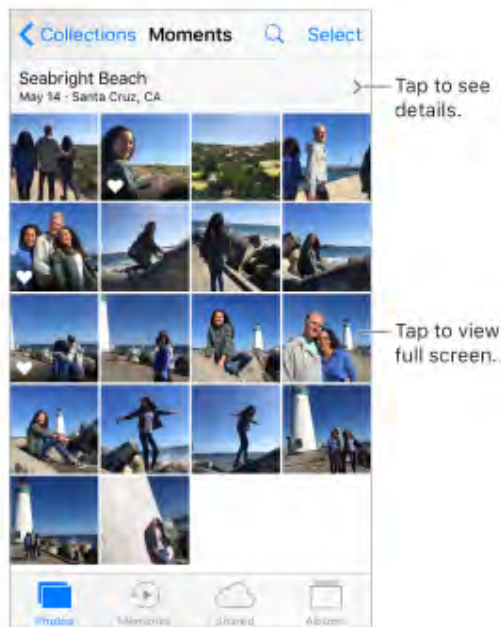 Collections Moments Select
Seabright Beach
May 14 · Santa Cruz, CA
Tap to see
details.
Tap to view
full screen.
Photos Memories Shared Albums